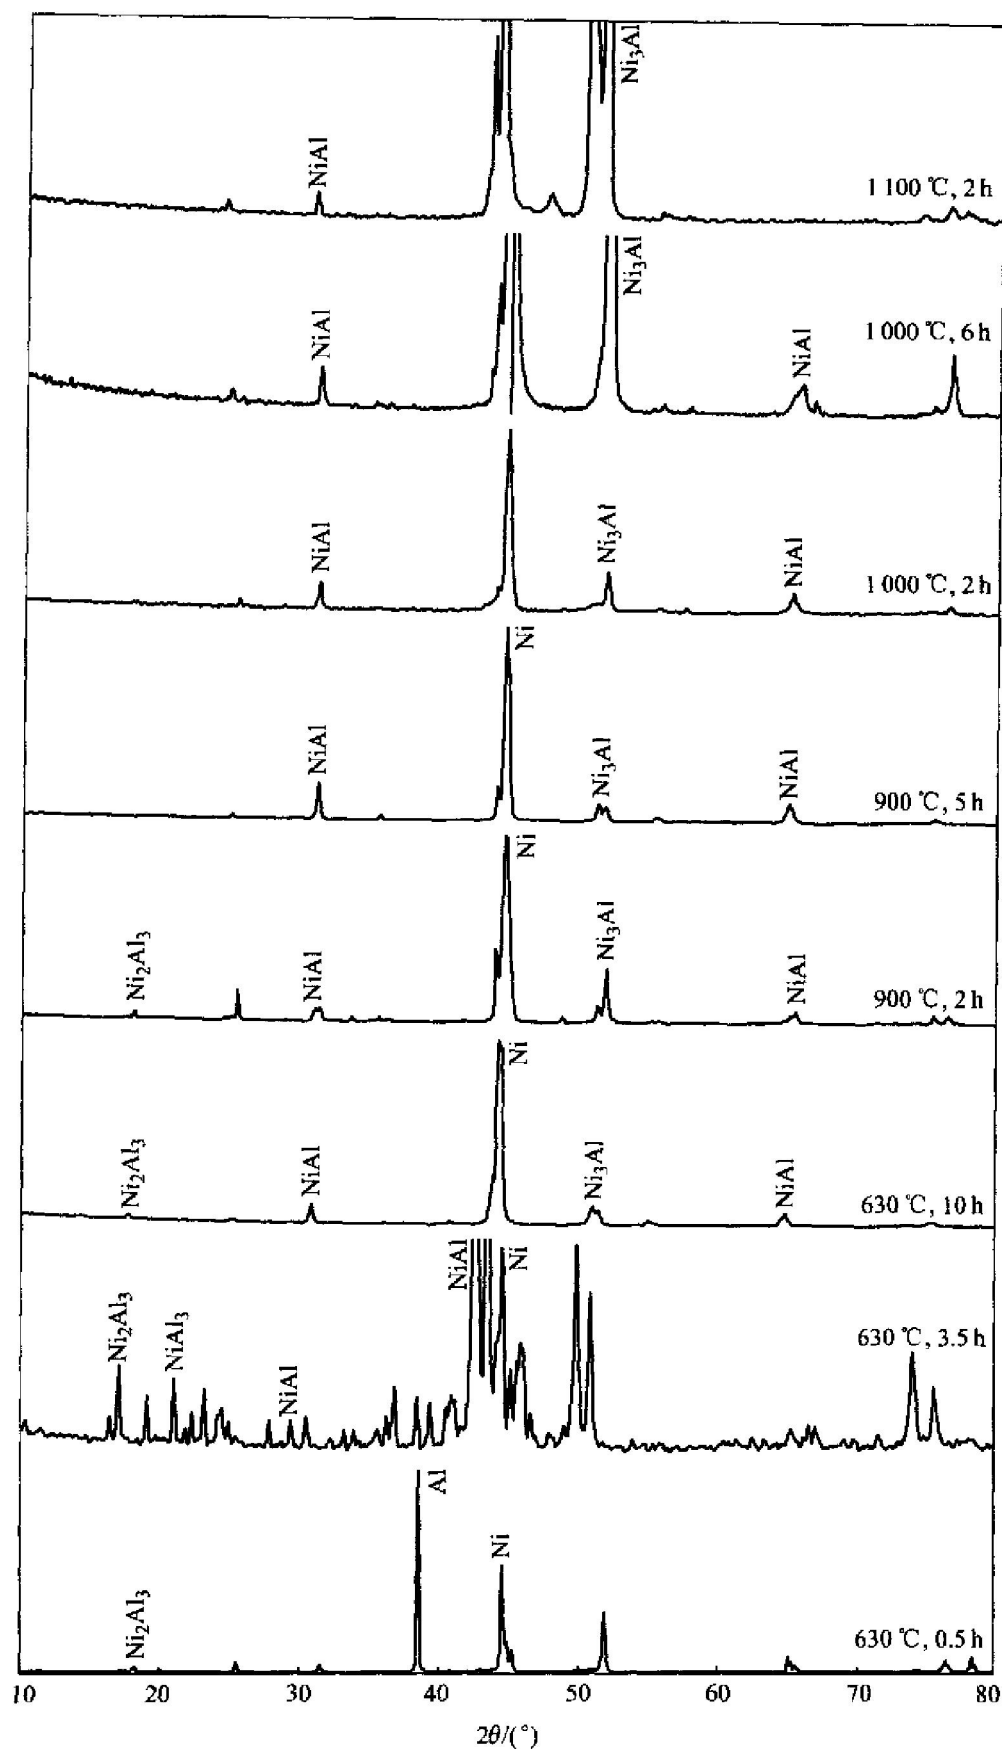 Ni₃Al
NiAl
1 100 ℃, 2 h
Ni₃Al
NiAl
1 000 ℃, 6 h
NiAl
NiAl
Ni₃Al
NiAl
1 000 ℃, 2 h
Ni
NiAl
Ni₃Al
NiAl
900 ℃, 5 h
Ni
Ni₂Al₃
NiAl
Ni₃Al
NiAl
900 ℃, 2 h
Ni
Ni₂Al₃
NiAl
Ni₃Al
NiAl
630 ℃, 10 h
NiAl
Ni
Ni₂Al₃
NiAl₃
NiAl
630 ℃, 3.5 h
Al
Ni
Ni₂Al₃
630 ℃, 0.5 h
10 20 30 40 50 60 70 80
2θ/(°)